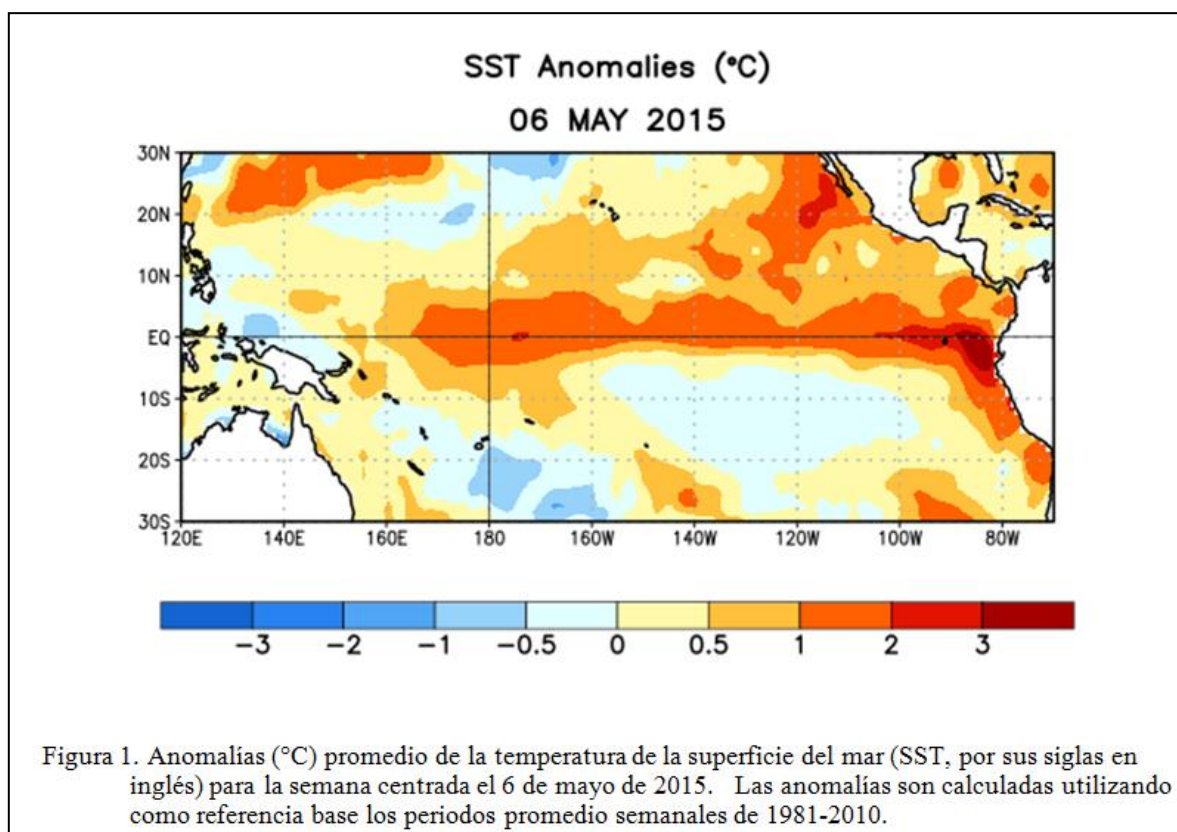 SST Anomalies (°C)
06 MAY 2015
30N
20N
10N
EQ
10S
20S
30S
120E 140E 160E 180 160W 140W 120W 100W 80W
−3 −2 −1 −0.5 0 0.5 1 2 3
Figura 1. Anomalías (°C) promedio de la temperatura de la superficie del mar (SST, por sus siglas en
inglés) para la semana centrada el 6 de mayo de 2015. Las anomalías son calculadas utilizando
como referencia base los periodos promedio semanales de 1981-2010.